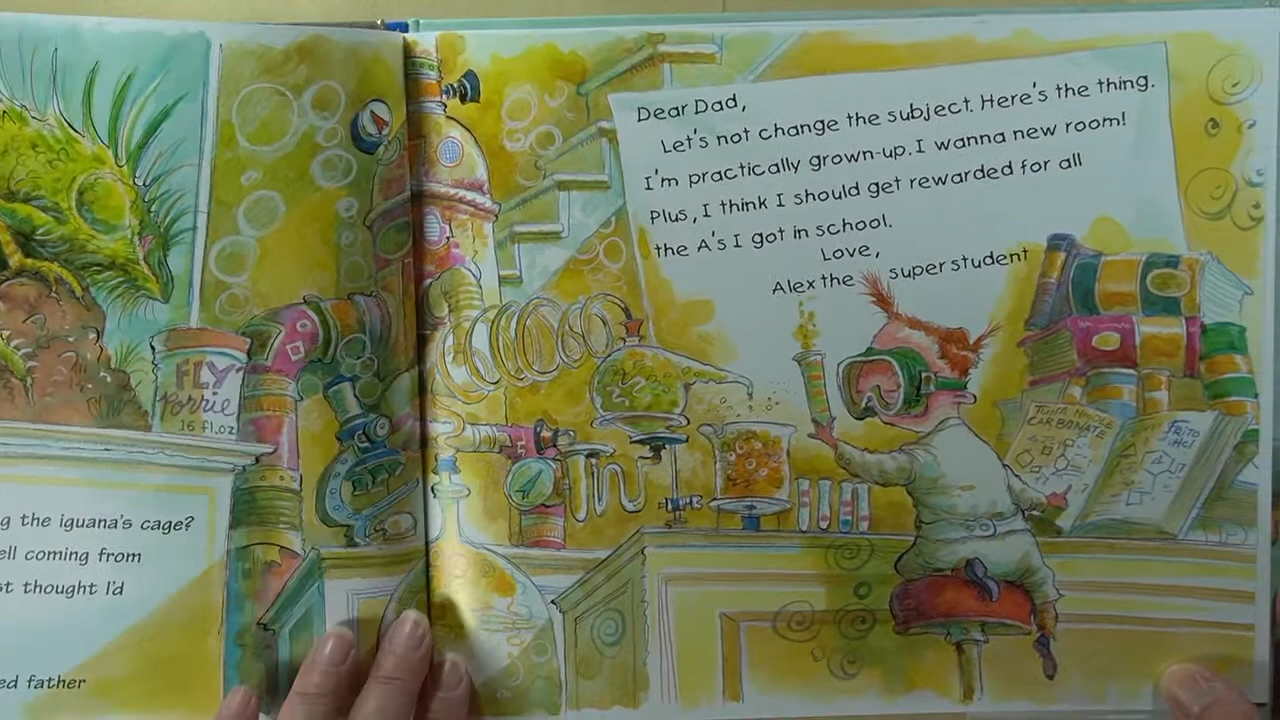 FLY
Porrie
16 fl.oz
g the iguana's cage?
ell coming from
st thought I'd
ed father
Dear Dad,
Let's not change the subject. Here's the thing.
I'm practically grown-up. I wanna new room!
Plus, I think I should get rewarded for all
the A's I got in school.
Love,
Alex the super student
TUNA NICOLE
CARBONATE
FRITO